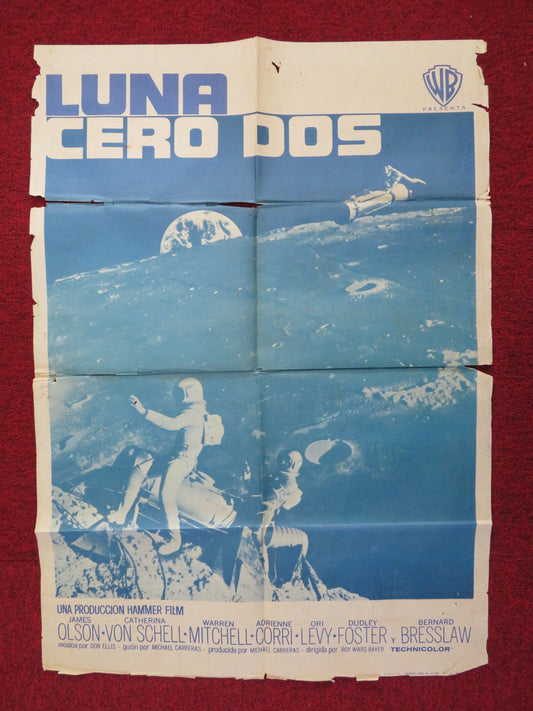 LUNA
CERO DOS
WB
PRESENTA
UNA PRODUCCION HAMMER FILM
JAMES OLSON · CATHERINA VON SCHELL · WARREN MITCHELL · ADRIENNE CORRI · ORI LEVY · DUDLEY FOSTER y BERNARD BRESSLAW
música por DON ELLIS - guión por MICHAEL CARRERAS - producida por MICHAEL CARRERAS - dirigida por ROY WARD BAKER TECHNICOLOR